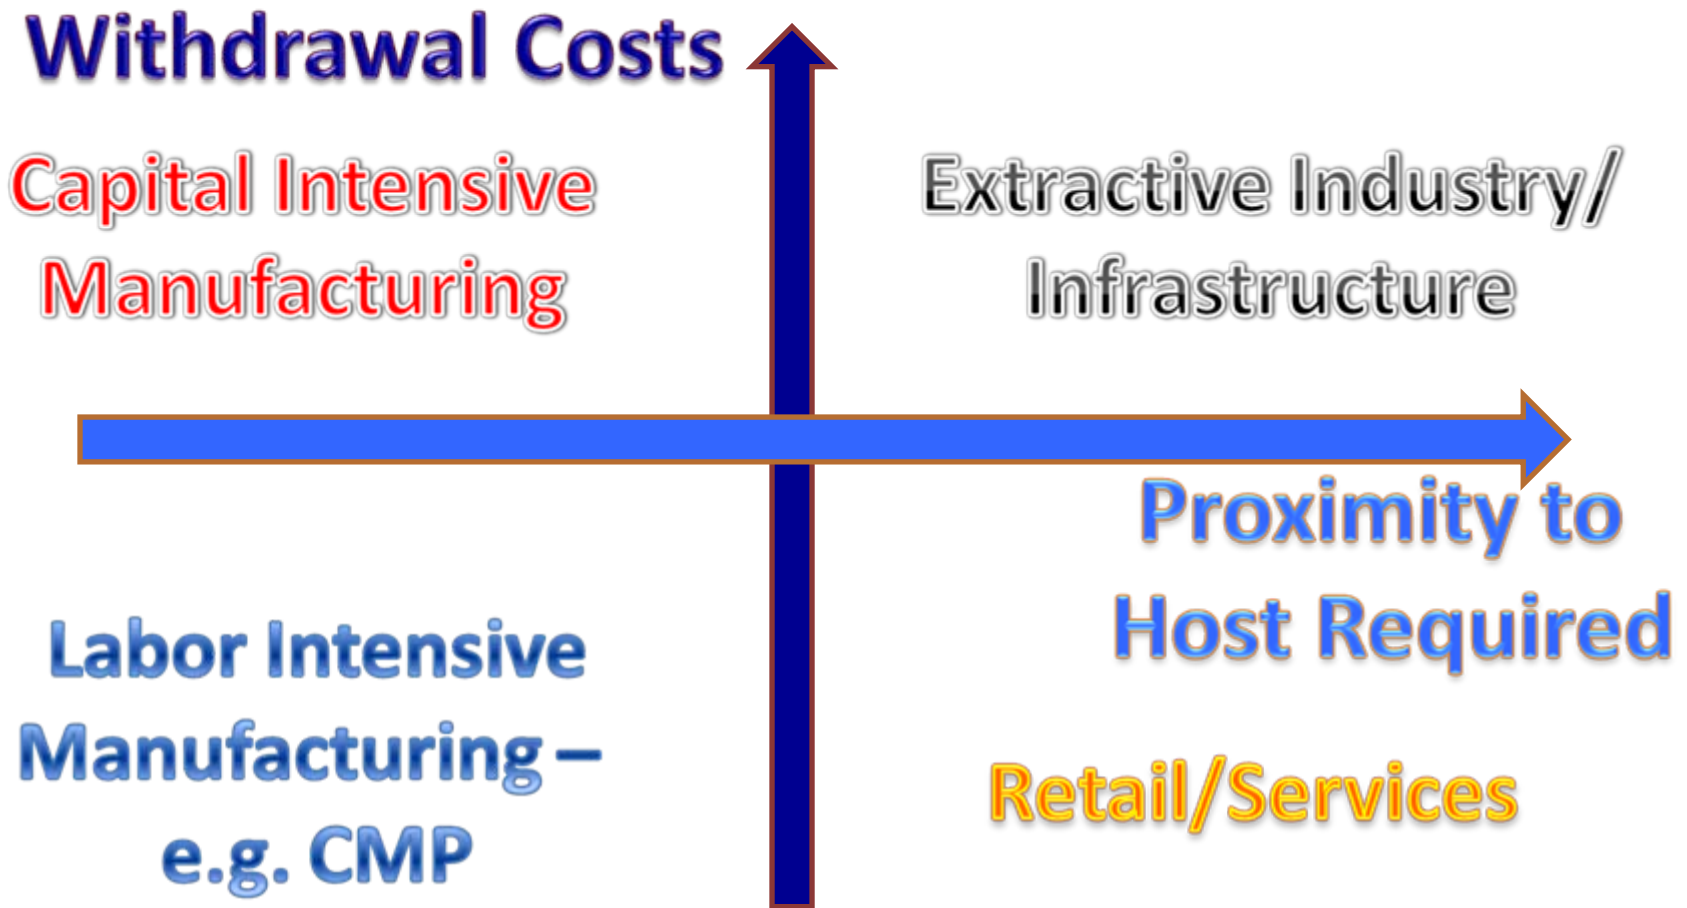 Withdrawal Costs
Capital Intensive
Manufacturing
Extractive Industry/
Infrastructure
Proximity to
Host Required
Labor Intensive
Manufacturing –
e.g. CMP
Retail/Services